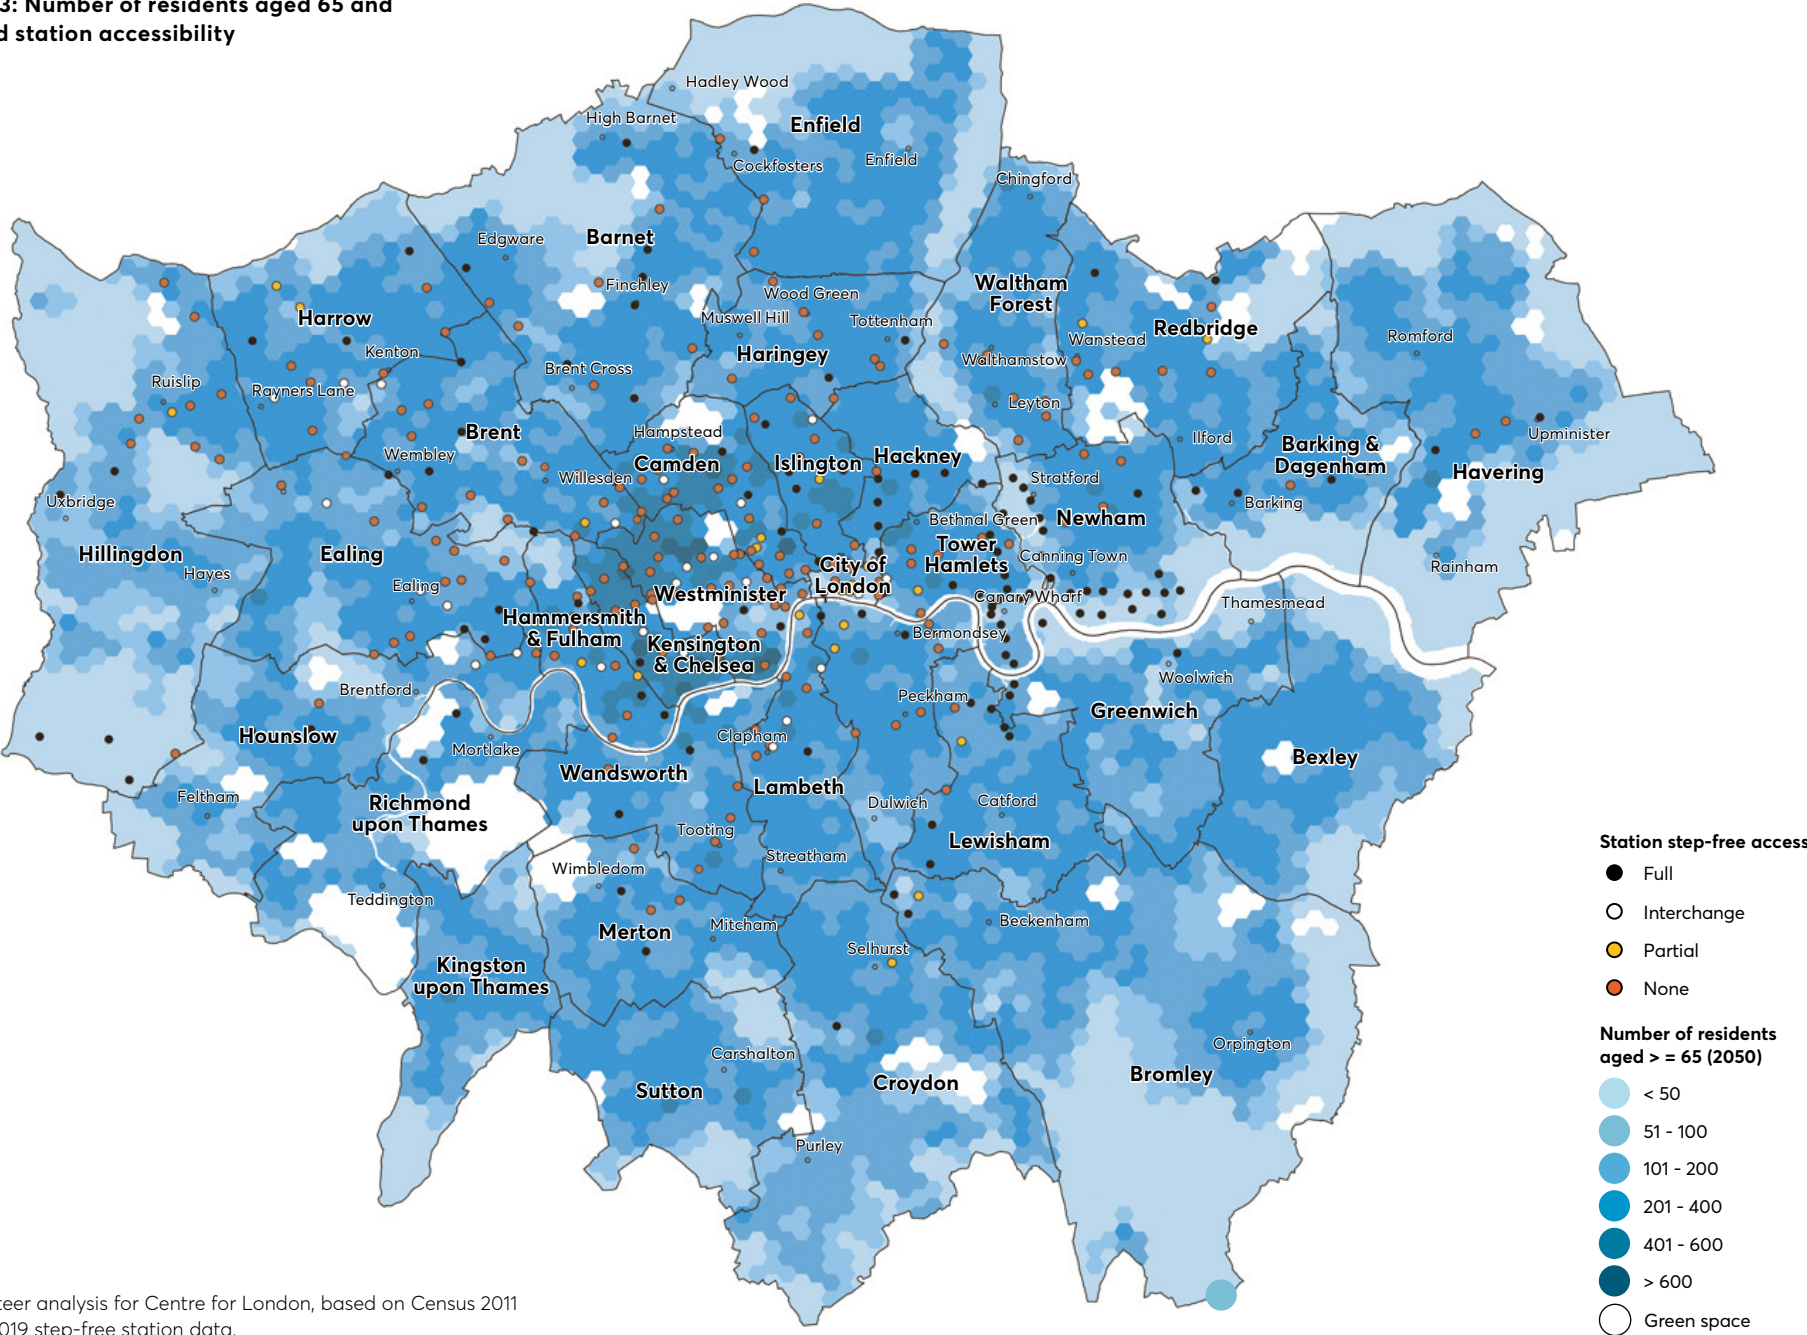 3: Number of residents aged 65 and
d station accessibility
Hadley Wood
High Barnet
Enfield
Cockfosters
Enfield
Chingford
Edgware
Barnet
Finchley
Waltham
Forest
Wood Green
Muswell Hill
Tottenham
Harrow
Redbridge
Wanstead
Romford
Kenton
Haringey
Walthamstow
Ruislip
Rayners Lane
Brent Cross
Leyton
Brent
Hampstead
Ilford
Upminister
Wembley
Camden
Islington
Hackney
Barking &
Dagenham
Havering
Willesden
Stratford
Uxbridge
Barking
Bethnal Green
Newham
Hillingdon
Ealing
Tower
Hamlets
Canning Town
Hayes
City of
London
Rainham
Ealing
Westminister
Canary Wharf
Thamesmead
Hammersmith
& Fulham
Bermondsey
Kensington
& Chelsea
Woolwich
Brentford
Peckham
Greenwich
Hounslow
Mortlake
Clapham
Bexley
Wandsworth
Lambeth
Feltham
Richmond
upon Thames
Dulwich
Catford
Tooting
Lewisham
Streatham
Wimbledom
Teddington
Merton
Mitcham
Beckenham
Selhurst
Kingston
upon Thames
Orpington
Carshalton
Sutton
Croydon
Bromley
Purley
Station step-free access
Full
Interchange
Partial
None
Number of residents
aged > = 65 (2050)
< 50
51 - 100
101 - 200
201 - 400
401 - 600
> 600
Green space
teer analysis for Centre for London, based on Census 2011
019 step-free station data.